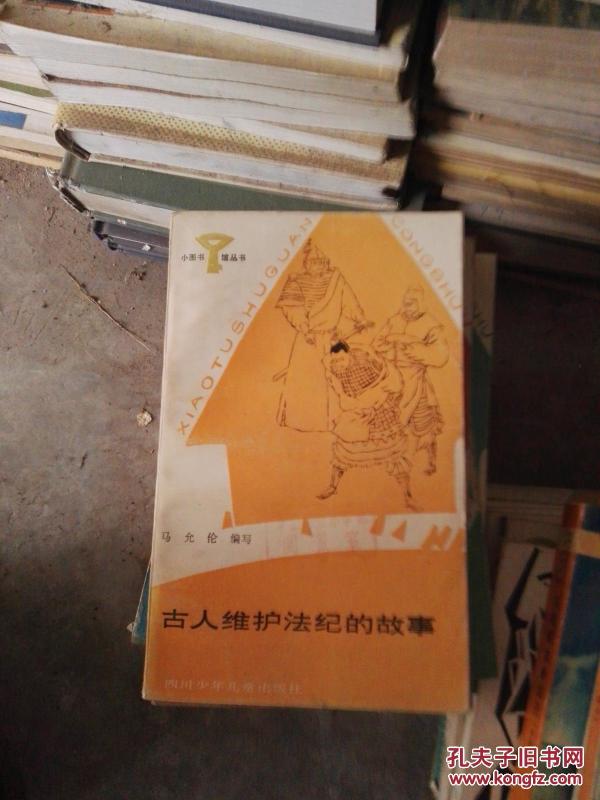 小图书馆丛书
XIAOTUSHUGUAN CONGSHU
马允伦 编写
古人维护法纪的故事
四川少年儿童出版社
孔夫子旧书网
www.kongfz.com